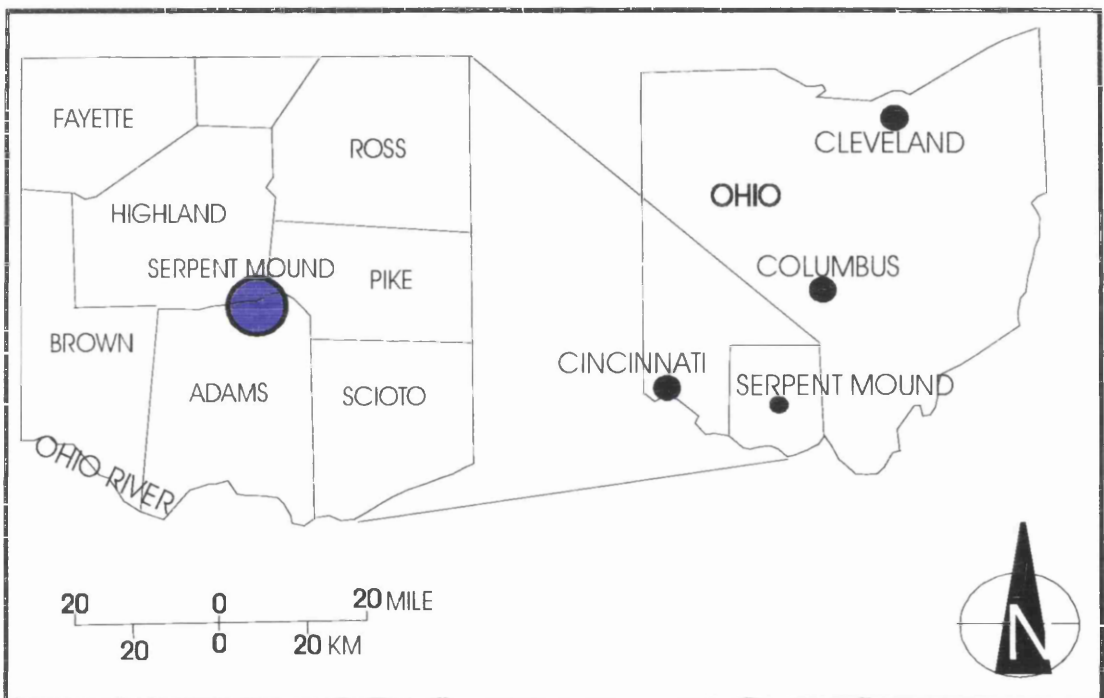 FAYETTE
ROSS
HIGHLAND
SERPENT MOUND
PIKE
BROWN
ADAMS
SCIOTO
OHIO RIVER
CLEVELAND
OHIO
COLUMBUS
CINCINNATI
SERPENT MOUND
20 0 20 MILE
20 0 20 KM
N